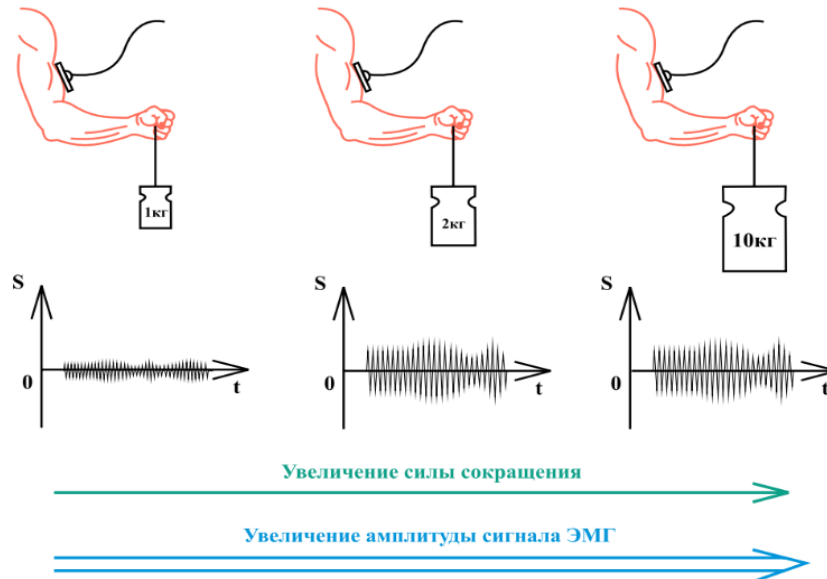 1кг
2кг
10кг
S
S
S
0
t
0
t
0
t
Увеличение силы сокращения
Увеличение амплитуды сигнала ЭМГ